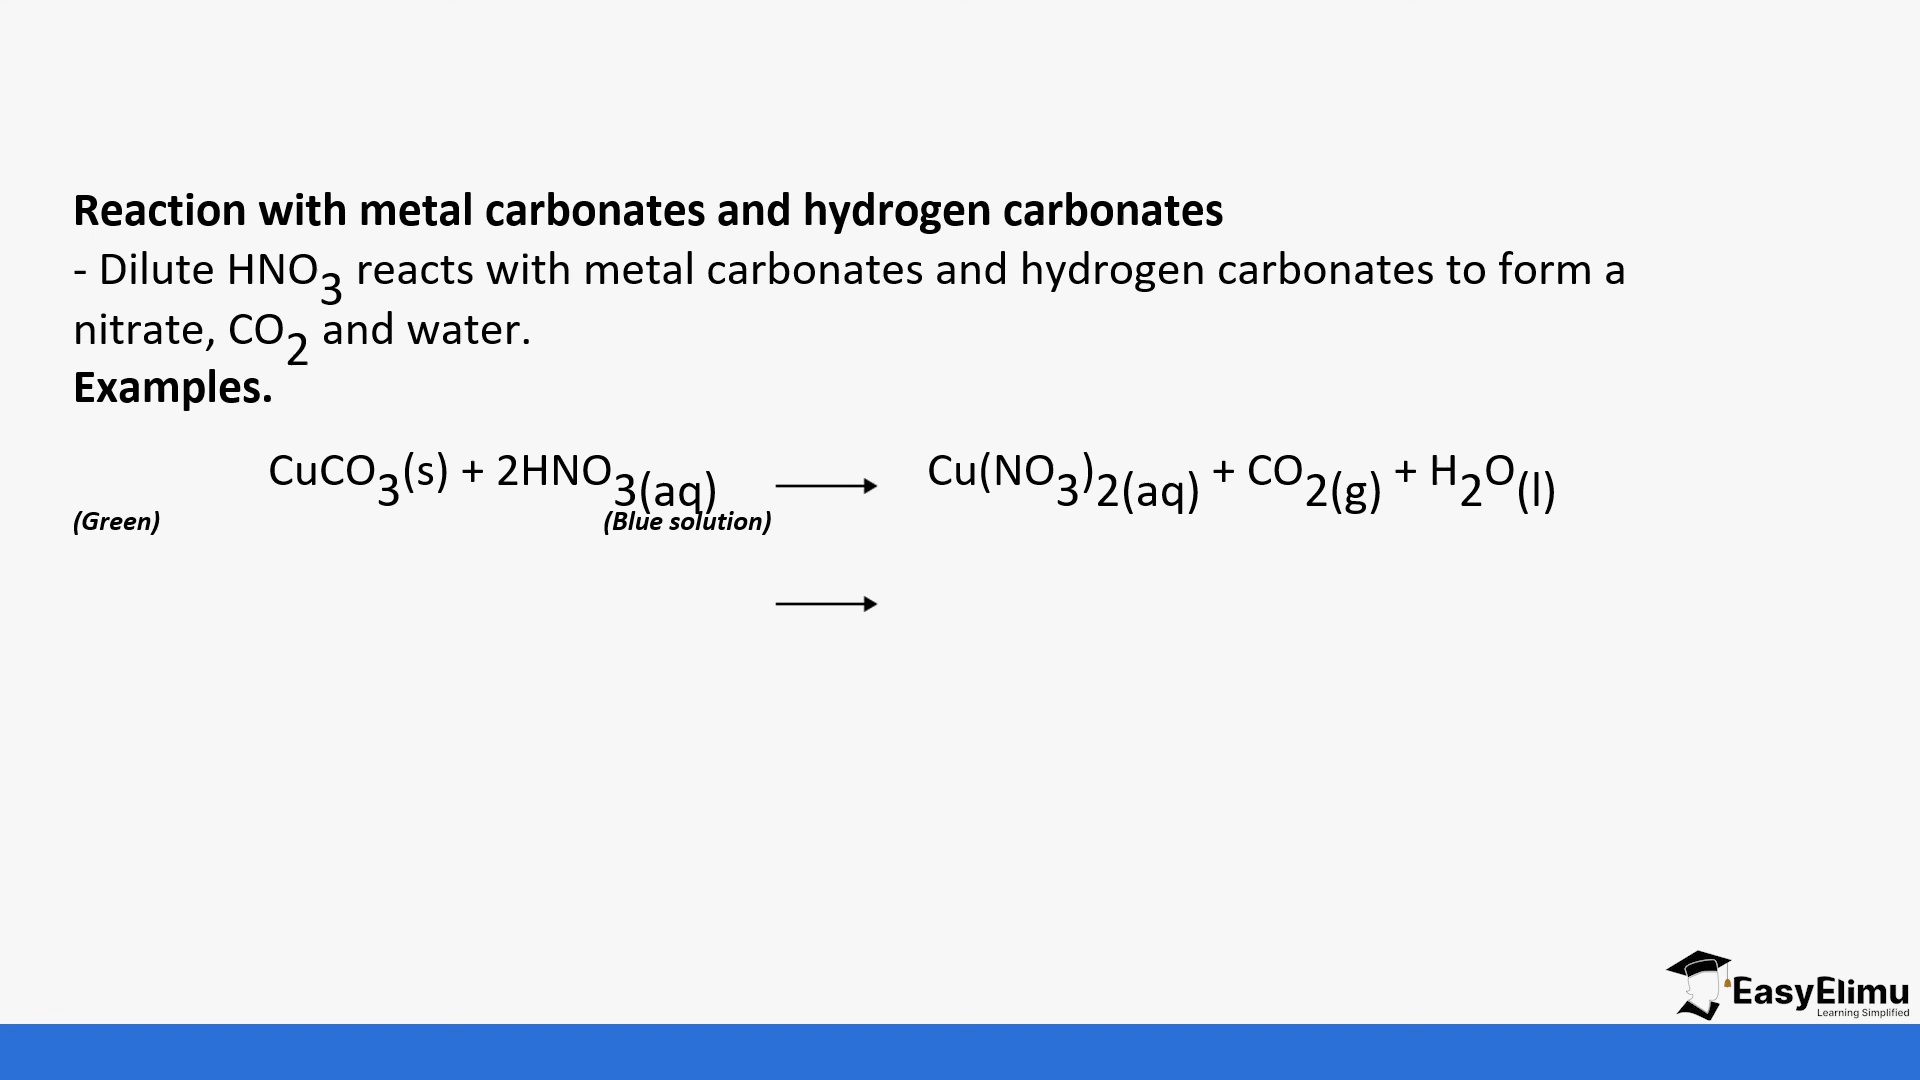 Reaction with metal carbonates and hydrogen carbonates
- Dilute HNO3 reacts with metal carbonates and hydrogen carbonates to form a
nitrate, CO2 and water.
Examples.
CuCO3(s) + 2HNO3(aq) ⟶ Cu(NO3)2(aq) + CO2(g) + H2O(l)
(Green) (Blue solution)
⟶
EasyElimu
Learning Simplified